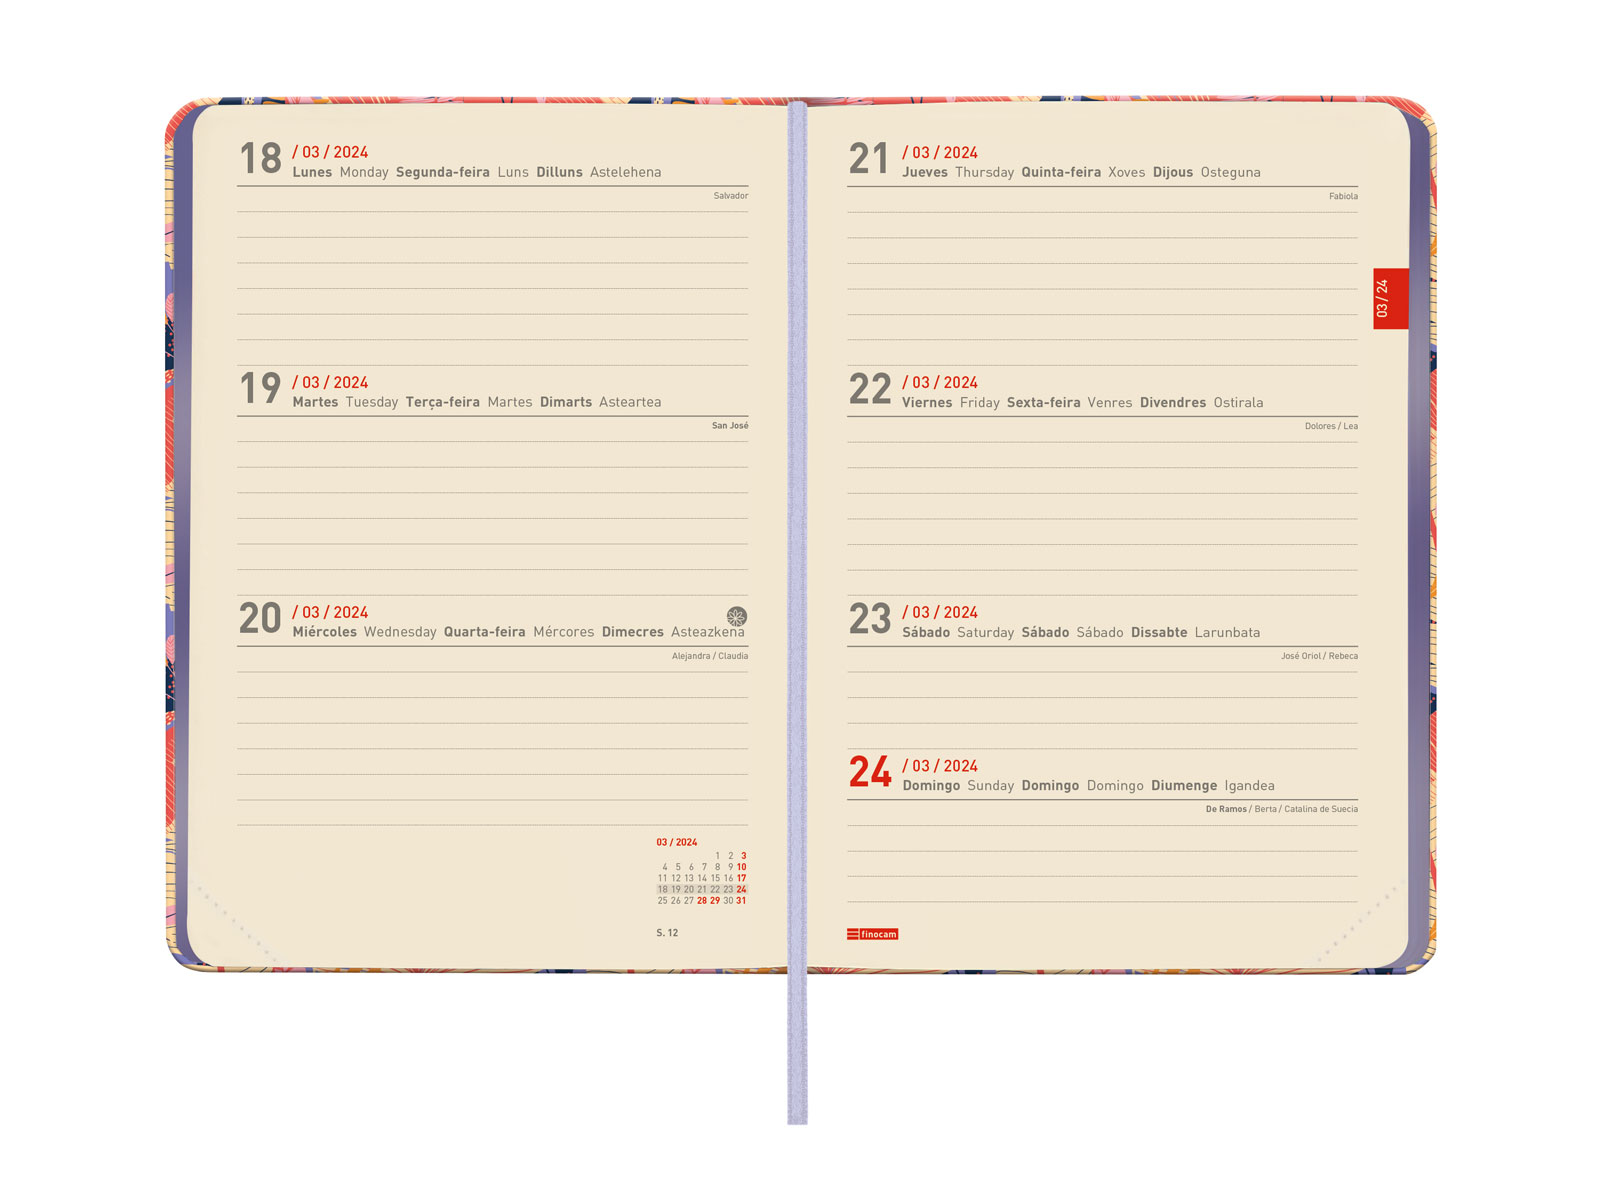 18 / 03 / 2024
Lunes Monday Segunda-feira Luns Dilluns Astelehena
Salvador
19 / 03 / 2024
Martes Tuesday Terça-feira Martes Dimarts Asteartea
San José
20 / 03 / 2024
Miércoles Wednesday Quarta-feira Mércores Dimecres Asteazkena
Alejandra / Claudia
03 / 2024
1 2 3
4 5 6 7 8 9 10
11 12 13 14 15 16 17
18 19 20 21 22 23 24
25 26 27 28 29 30 31
S. 12
21 / 03 / 2024
Jueves Thursday Quinta-feira Xoves Dijous Osteguna
Fabiola
03 / 24
22 / 03 / 2024
Viernes Friday Sexta-feira Venres Divendres Ostirala
Dolores / Lea
23 / 03 / 2024
Sábado Saturday Sábado Sábado Dissabte Larunbata
José Oriol / Rebeca
24 / 03 / 2024
Domingo Sunday Domingo Domingo Diumenge Igandea
De Ramos / Berta / Catalina de Suecia
finocam